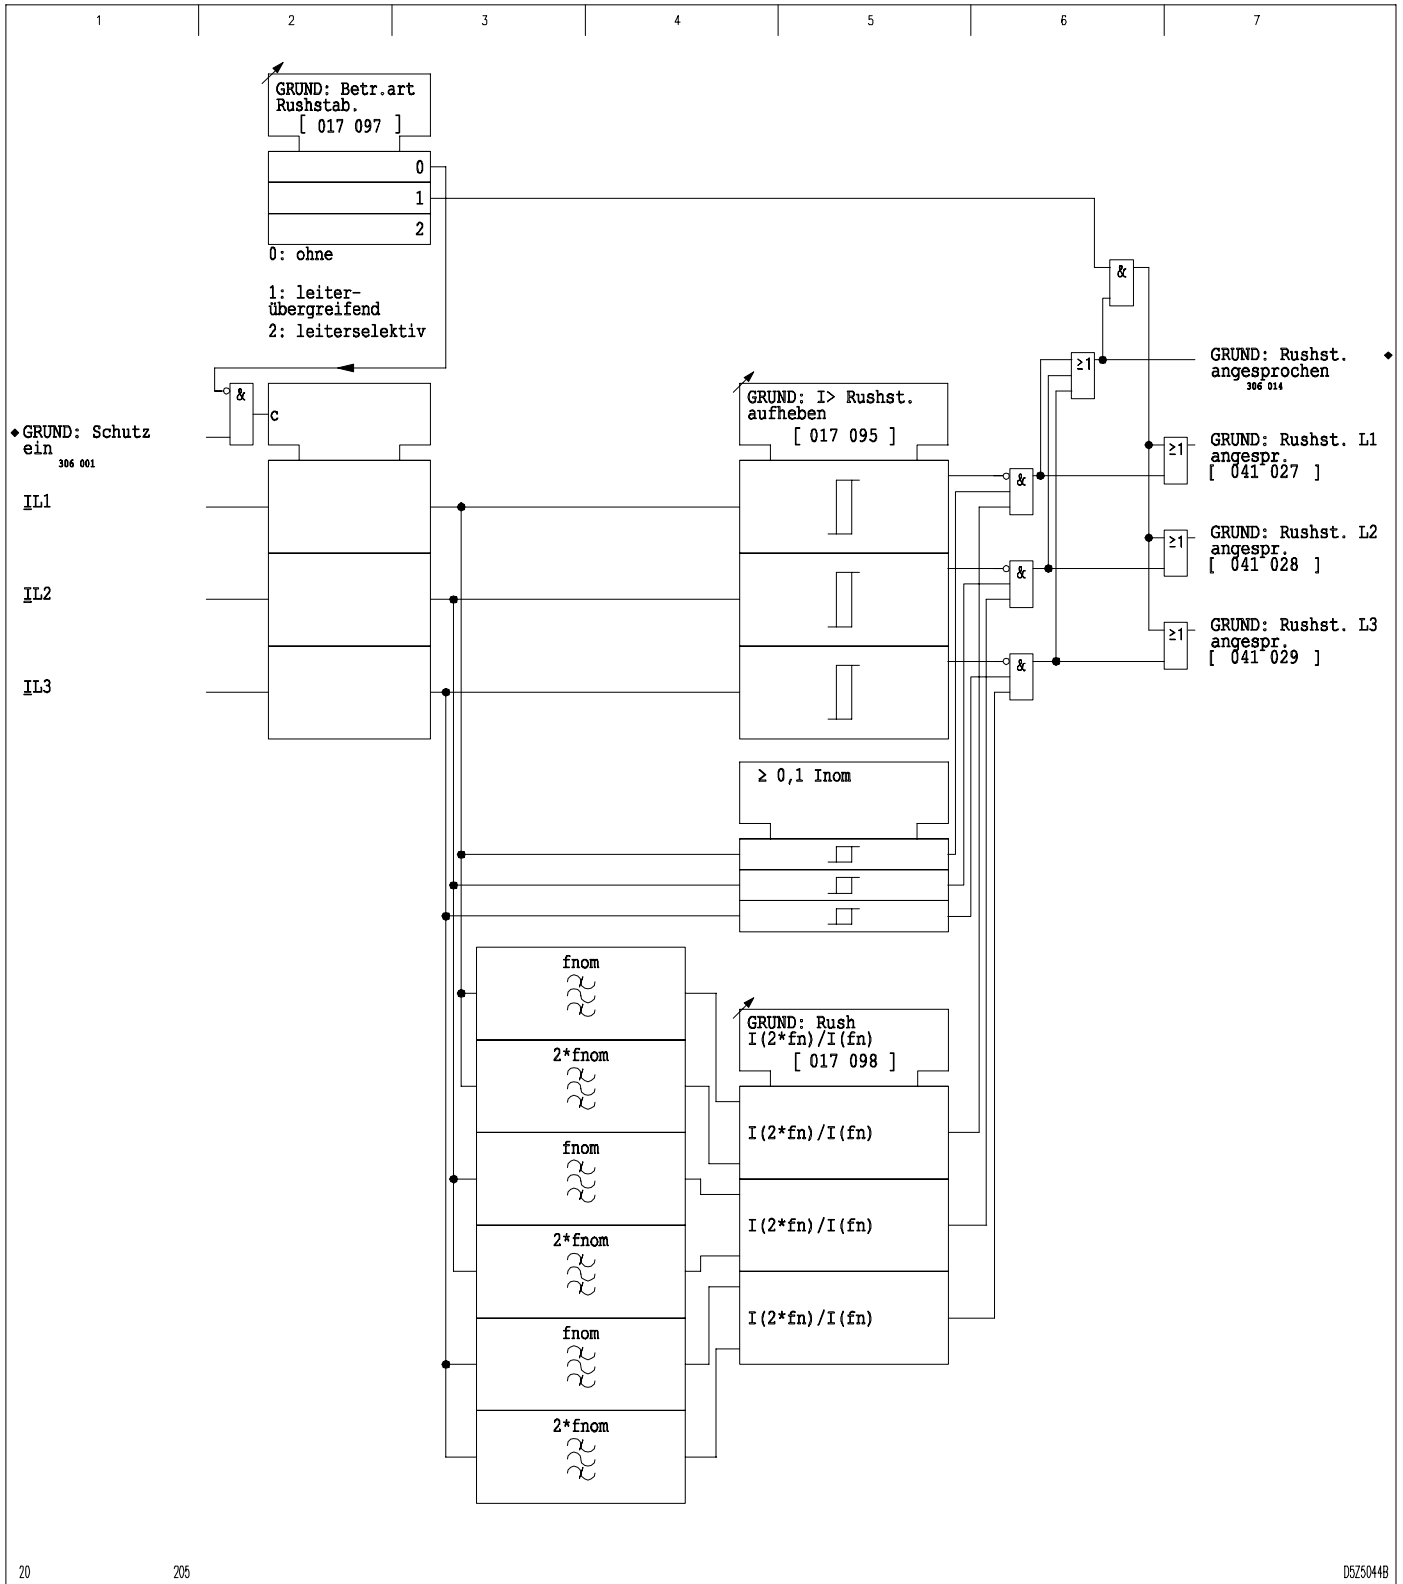 1 2 3 4 5 6 7
GRUND: Betr.art
Rushstab.
[ 017 097 ]
0
1
2
0: ohne
1: leiter-
übergreifend
2: leiterselektiv
&
c
◆ GRUND: Schutz
ein
306 001
IL1
IL2
IL3
GRUND: I> Rushst.
aufheben
[ 017 095 ]
&
&
&
&
≥1
GRUND: Rushst. ◆
angesprochen
306 014
≥1
GRUND: Rushst. L1
angespr.
[ 041 027 ]
≥1
GRUND: Rushst. L2
angespr.
[ 041 028 ]
≥1
GRUND: Rushst. L3
angespr.
[ 041 029 ]
≥ 0,1 Inom
fnom
2*fnom
fnom
2*fnom
fnom
2*fnom
GRUND: Rush
I(2*fn)/I(fn)
[ 017 098 ]
I(2*fn)/I(fn)
I(2*fn)/I(fn)
I(2*fn)/I(fn)
20 205 D5Z5044B